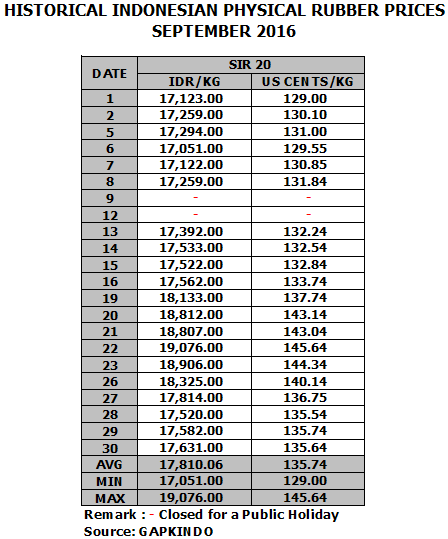 HISTORICAL INDONESIAN PHYSICAL RUBBER PRICES
SEPTEMBER 2016
DATE SIR 20
IDR/KG US CENTS/KG
1 17,123.00 129.00
2 17,259.00 130.10
5 17,294.00 131.00
6 17,051.00 129.55
7 17,122.00 130.85
8 17,259.00 131.84
9 - -
12 - -
13 17,392.00 132.24
14 17,533.00 132.54
15 17,522.00 132.84
16 17,562.00 133.74
19 18,133.00 137.74
20 18,812.00 143.14
21 18,807.00 143.04
22 19,076.00 145.64
23 18,906.00 144.34
26 18,325.00 140.14
27 17,814.00 136.75
28 17,520.00 135.54
29 17,582.00 135.74
30 17,631.00 135.64
AVG 17,810.06 135.74
MIN 17,051.00 129.00
MAX 19,076.00 145.64
Remark : - Closed for a Public Holiday
Source: GAPKINDO